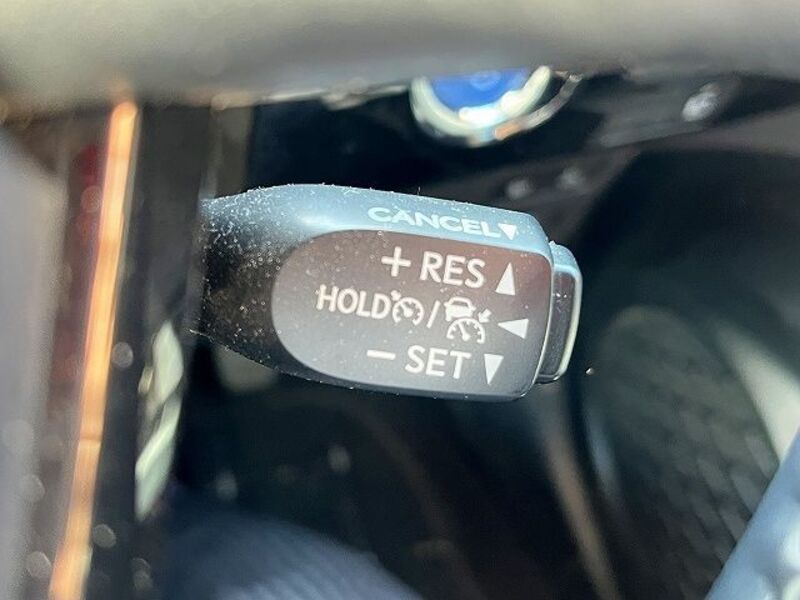 CANCEL▼
+ RES ▲
HOLD / ◀
− SET ▼